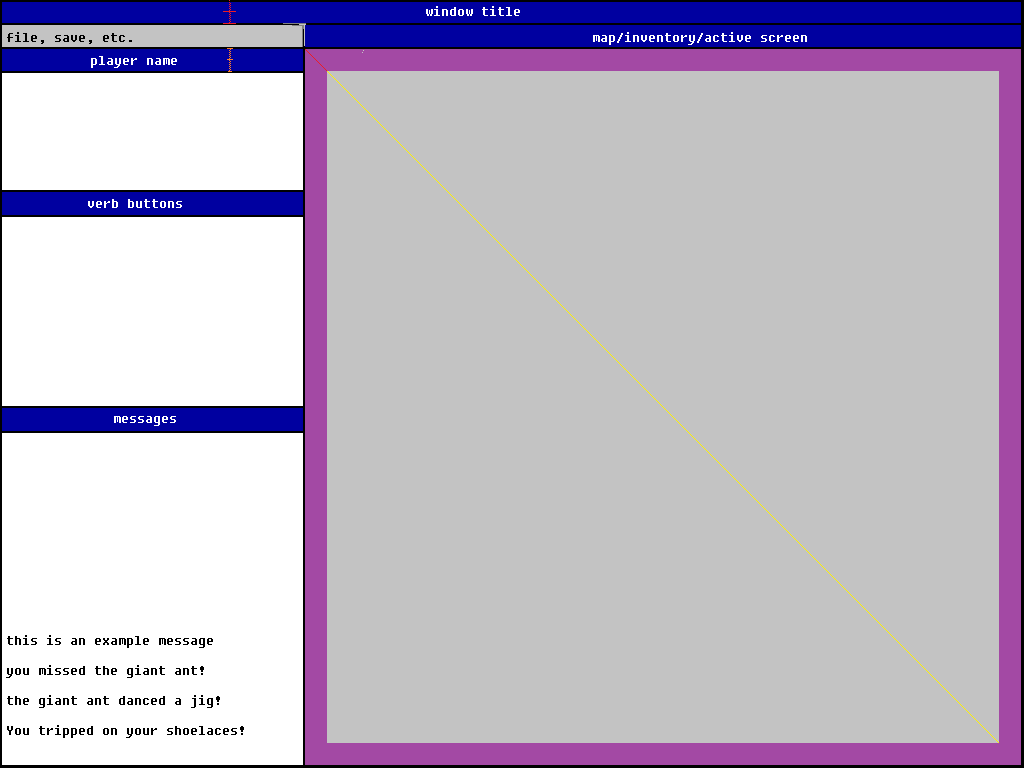 window title
file, save, etc.
map/inventory/active screen
player name
verb buttons
messages
this is an example message
you missed the giant ant!
the giant ant danced a jig!
You tripped on your shoelaces!